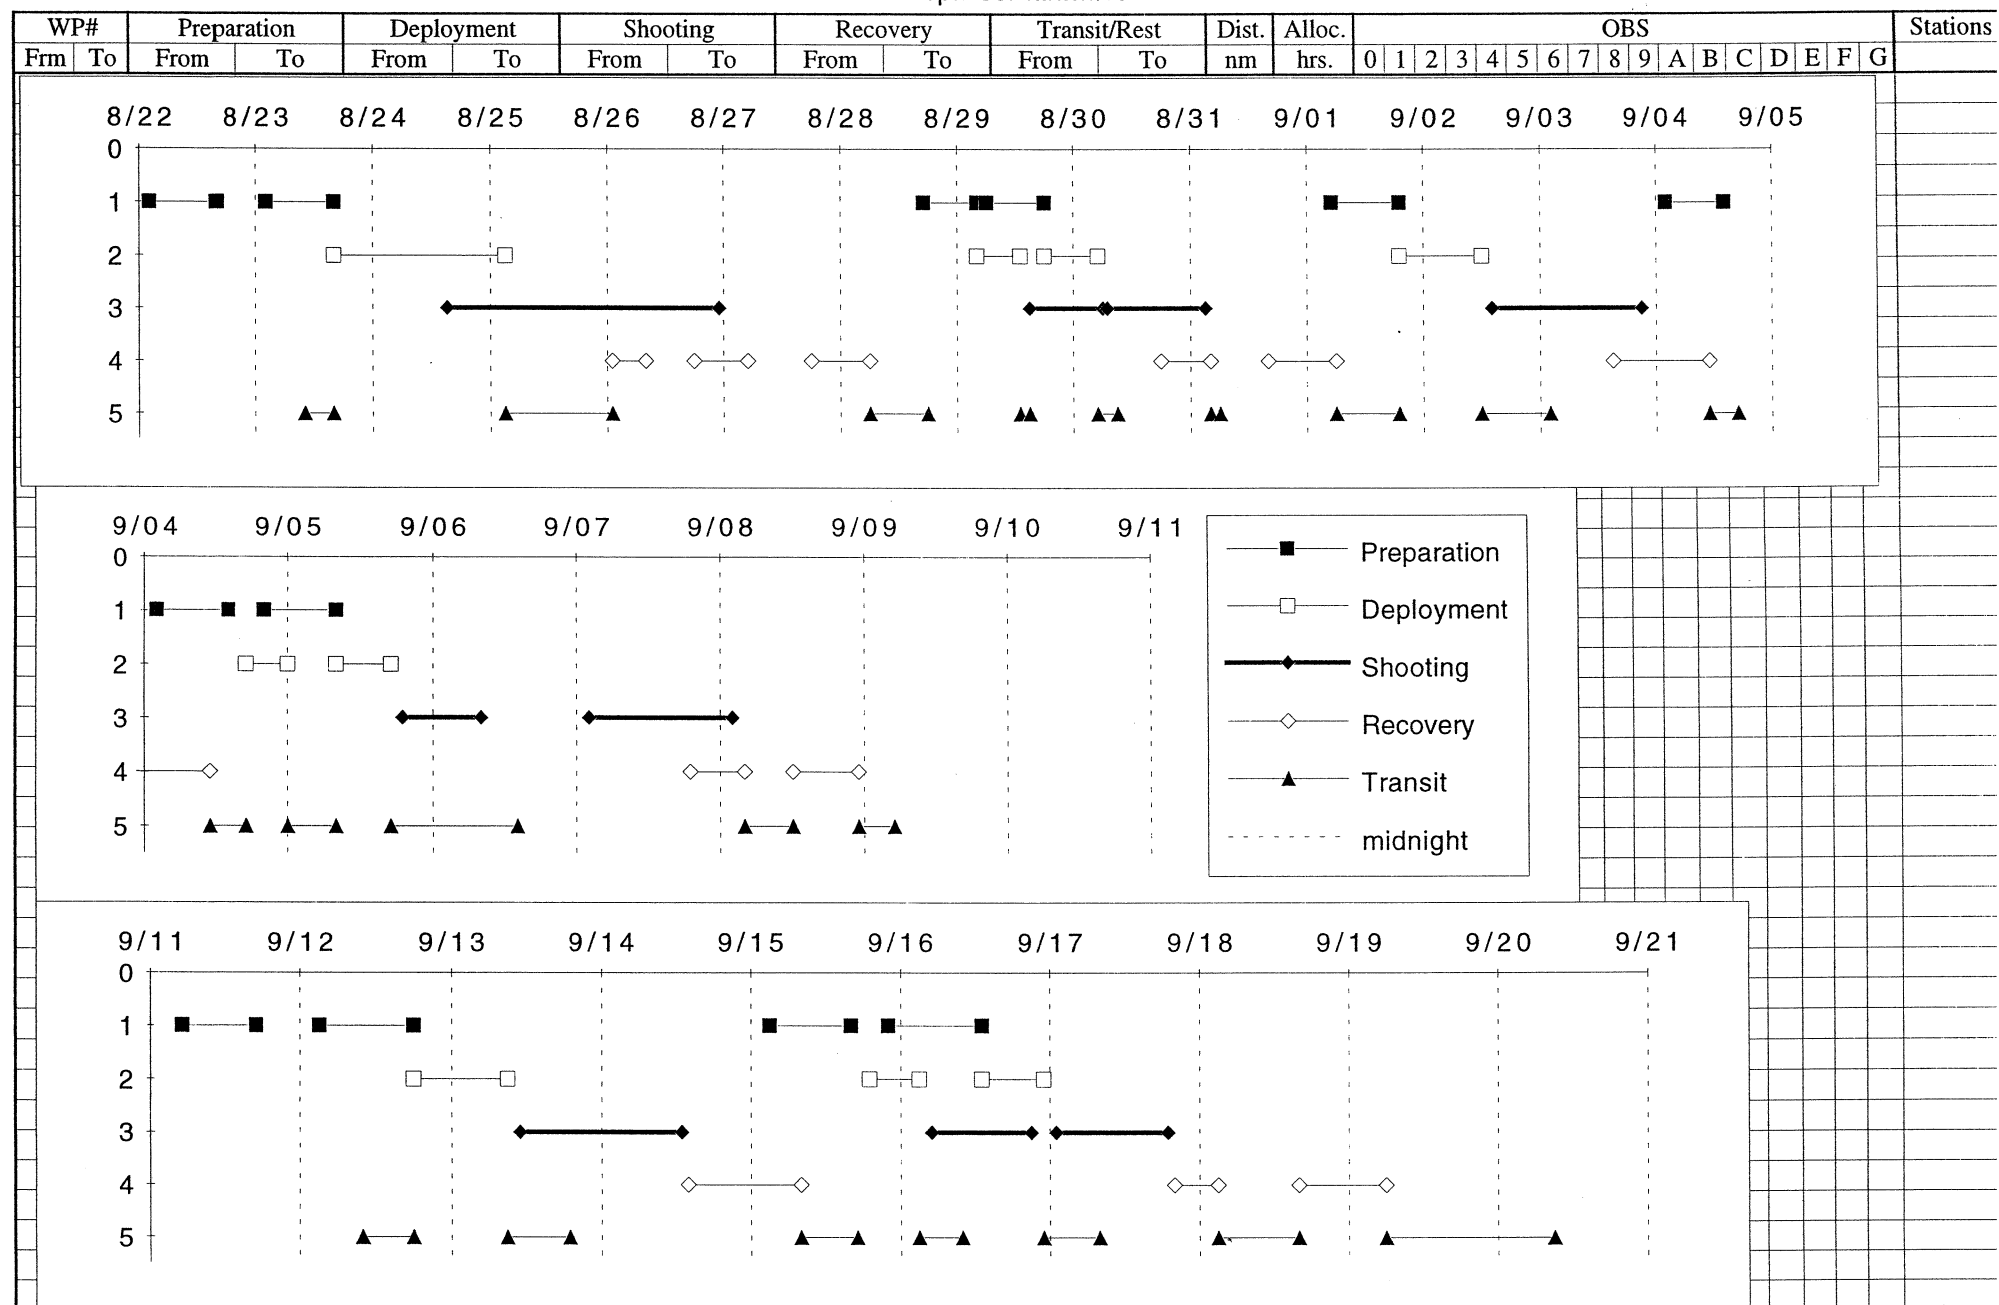 WP# Preparation Deployment Shooting Recovery Transit/Rest Dist. Alloc. OBS Stations
Frm To From To From To From To From To From To nm hrs. 0 1 2 3 4 5 6 7 8 9 A B C D E F G
8/22 8/23 8/24 8/25 8/26 8/27 8/28 8/29 8/30 8/31 9/01 9/02 9/03 9/04 9/05
0
1
2
3
4
5
9/04 9/05 9/06 9/07 9/08 9/09 9/10 9/11
0
1
2
3
4
5
Preparation
Deployment
Shooting
Recovery
Transit
midnight
9/11 9/12 9/13 9/14 9/15 9/16 9/17 9/18 9/19 9/20 9/21
0
1
2
3
4
5